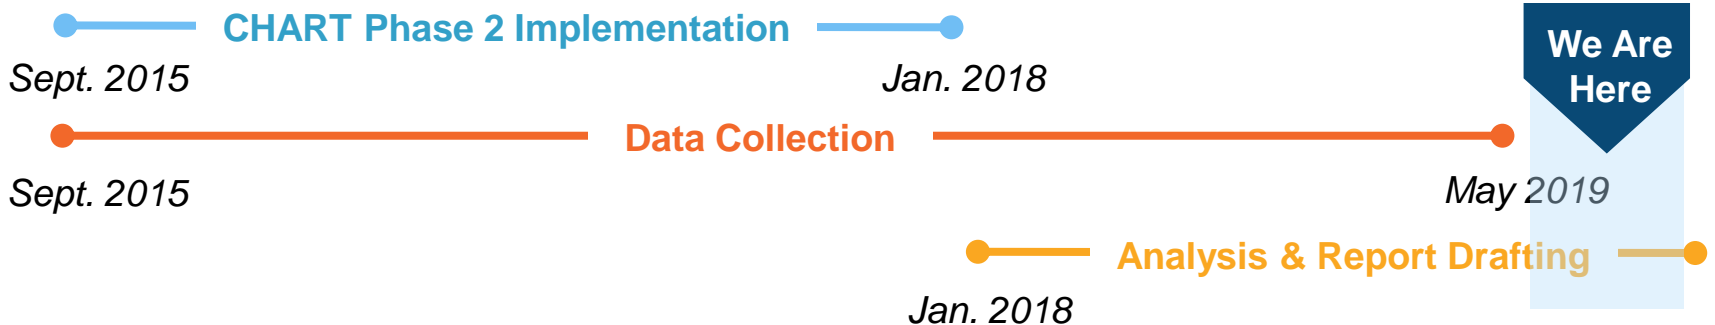 CHART Phase 2 Implementation
Sept. 2015
Jan. 2018
We Are
Here
Data Collection
Sept. 2015
May 2019
Analysis & Report Drafting
Jan. 2018